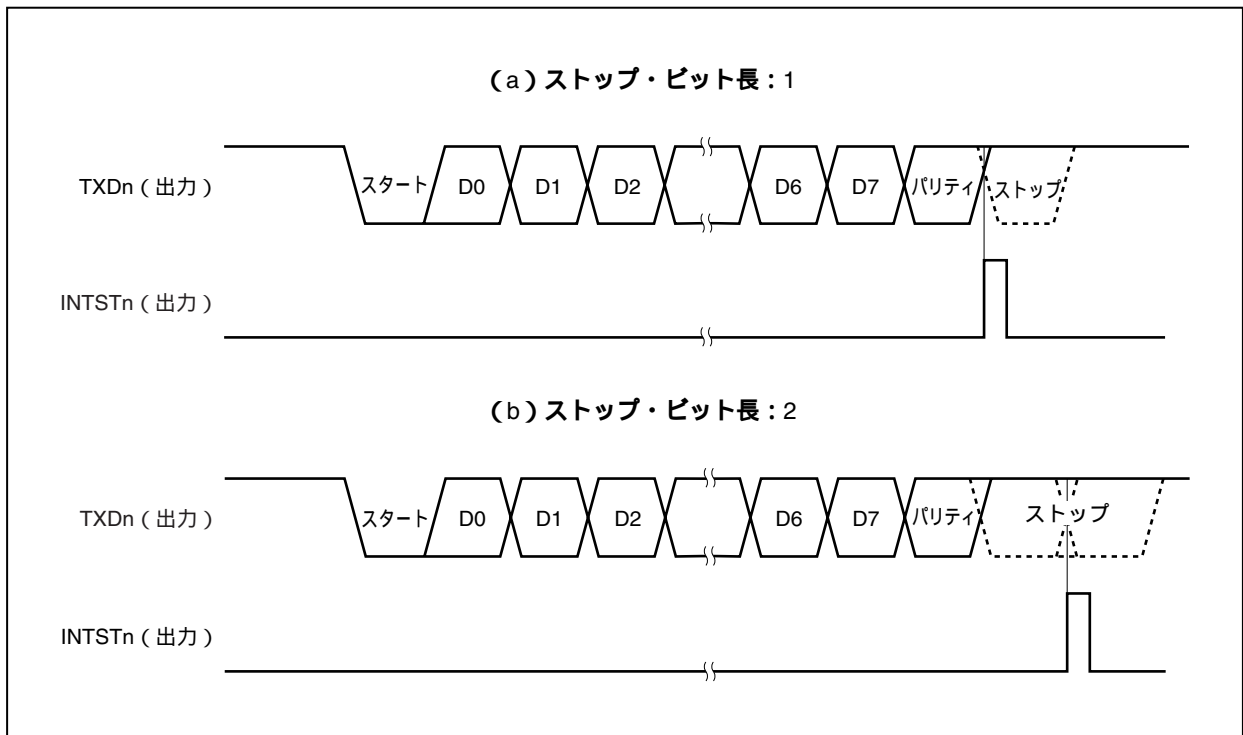 （a）ストップ・ビット長：1
TXDn（出力）
スタート D0 D1 D2 D6 D7 パリティ ストップ
INTSTn（出力）
（b）ストップ・ビット長：2
TXDn（出力）
スタート D0 D1 D2 D6 D7 パリティ ストップ
INTSTn（出力）